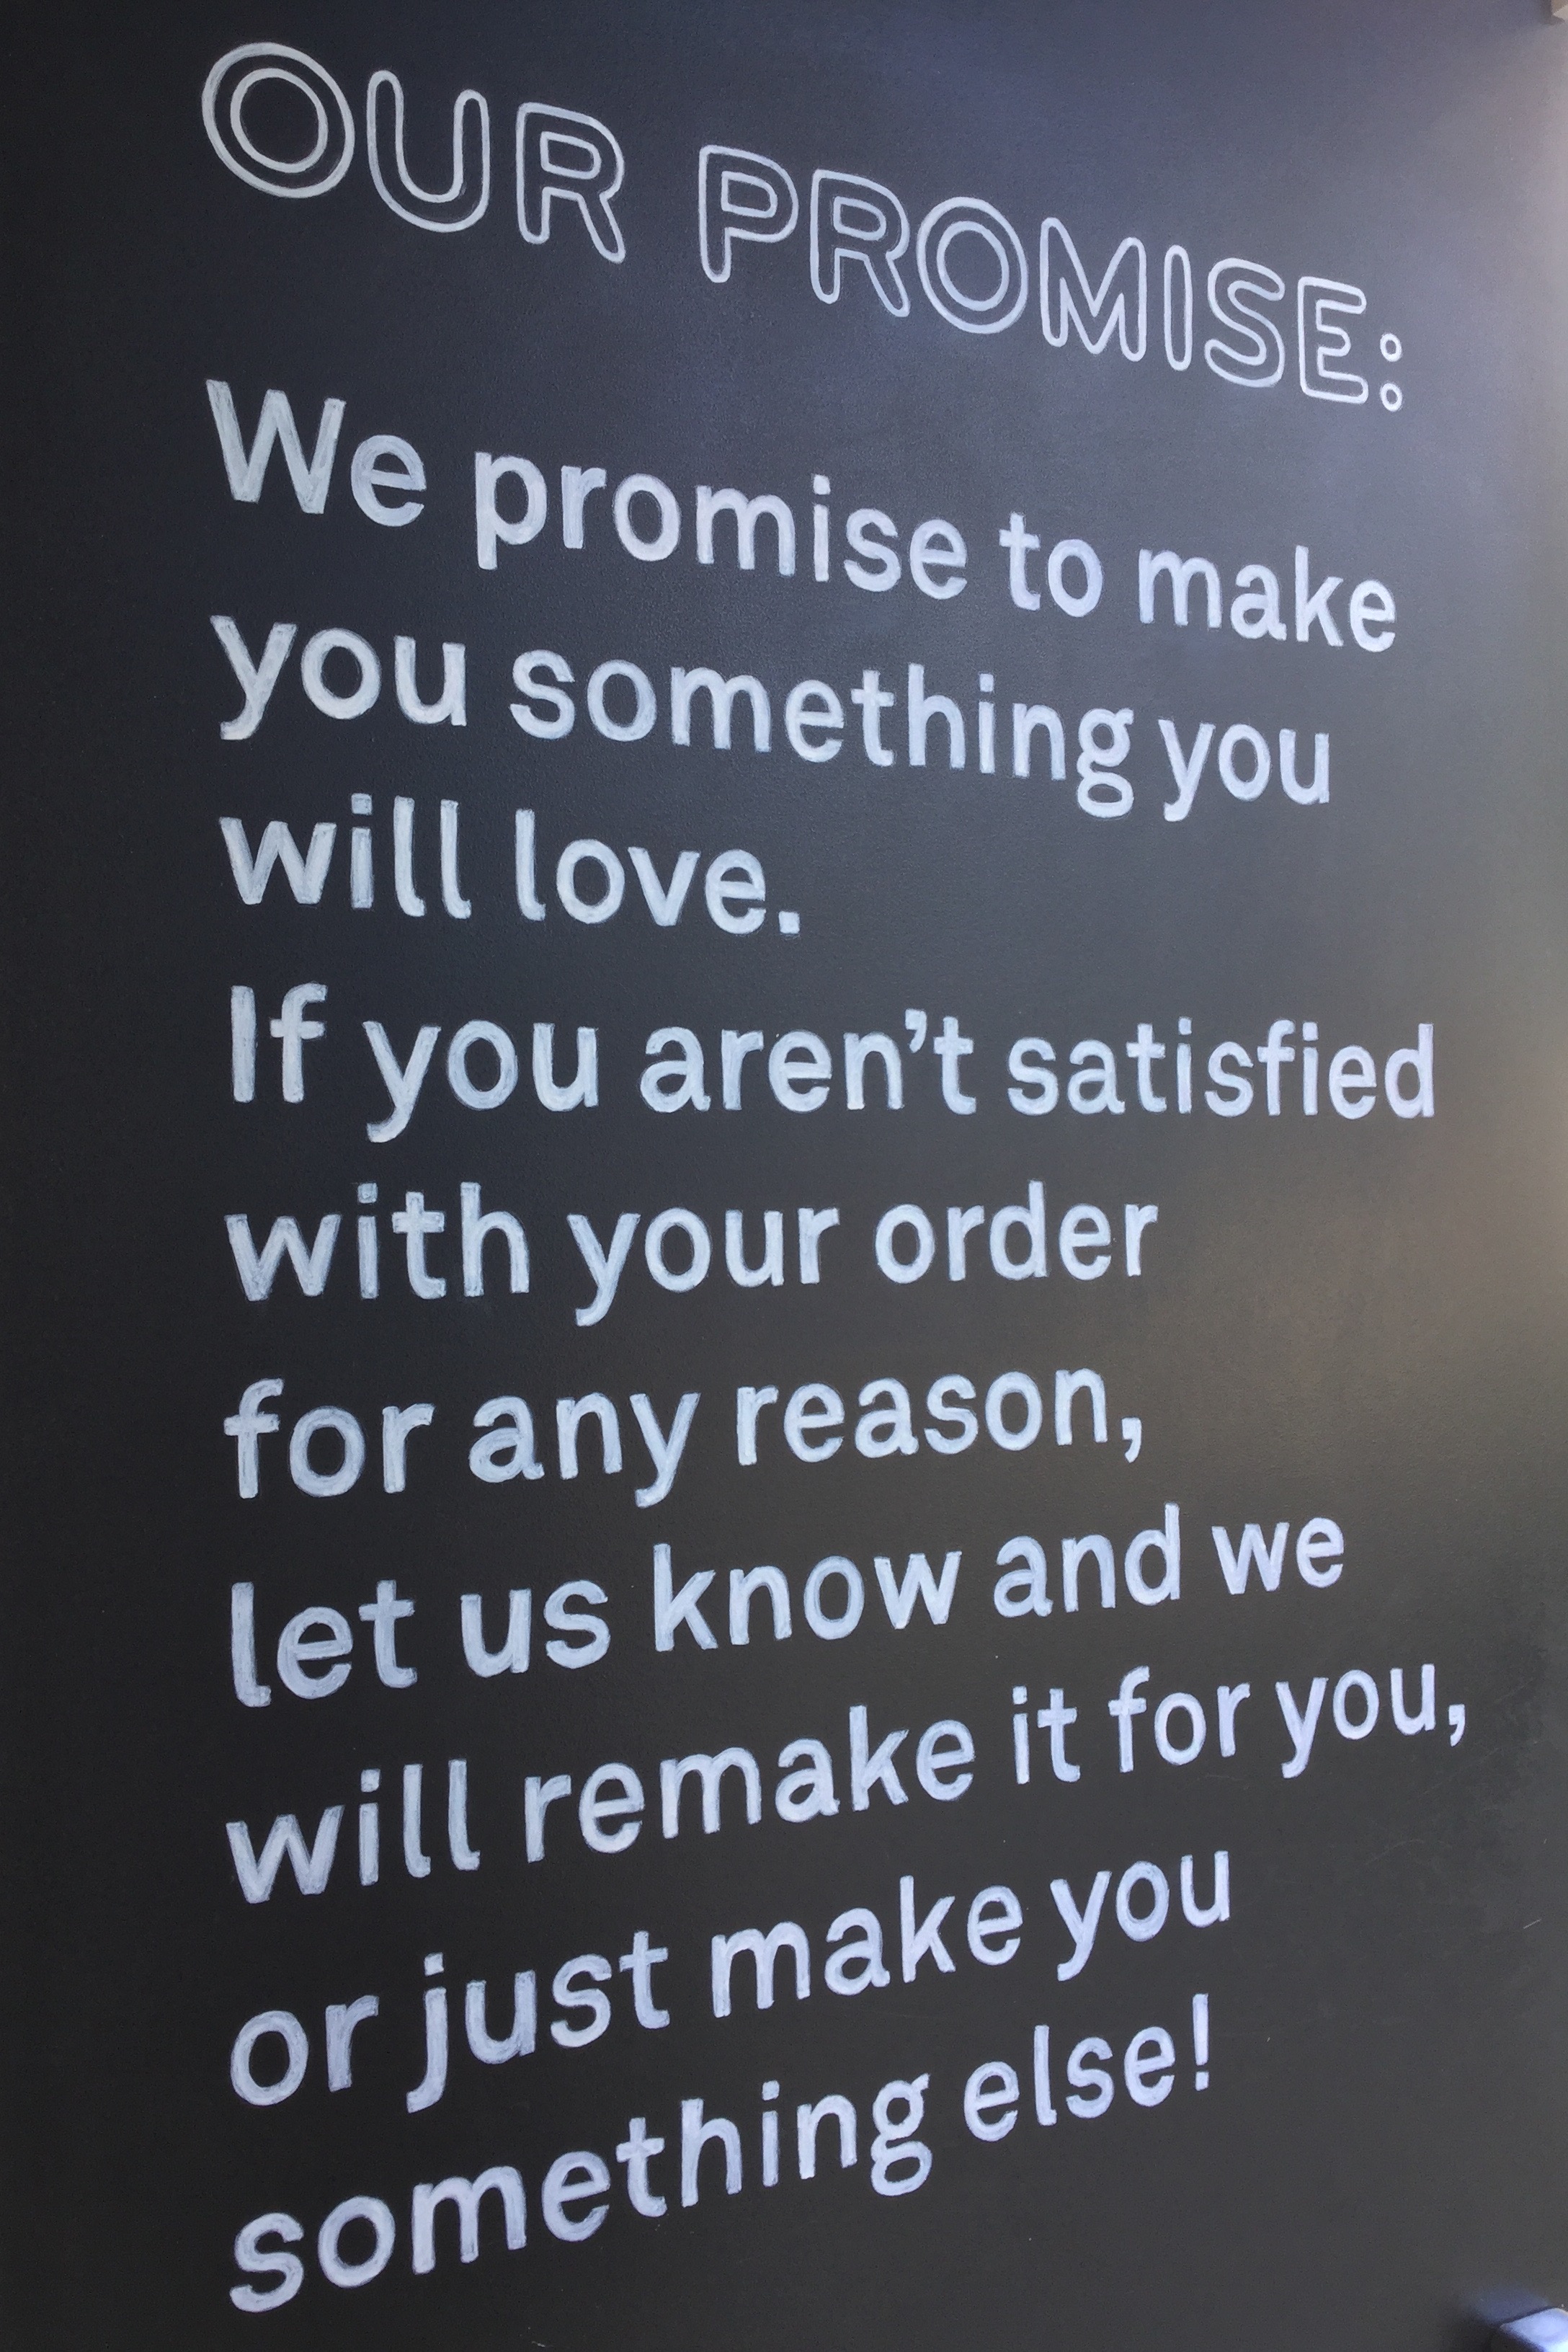 OUR PROMISE:
We promise to make
you something you
will love.
If you aren’t satisfied
with your order
for any reason,
let us know and we
will remake it for you,
or just make you
something else!